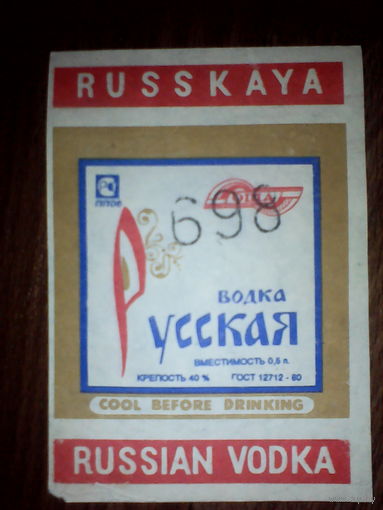 RUSSKAYA
698
ВОДКА
Русская
ВМЕСТИМОСТЬ 0,5 л.
КРЕПОСТЬ 40 % ГОСТ 12712 - 80
COOL BEFORE DRINKING
RUSSIAN VODKA